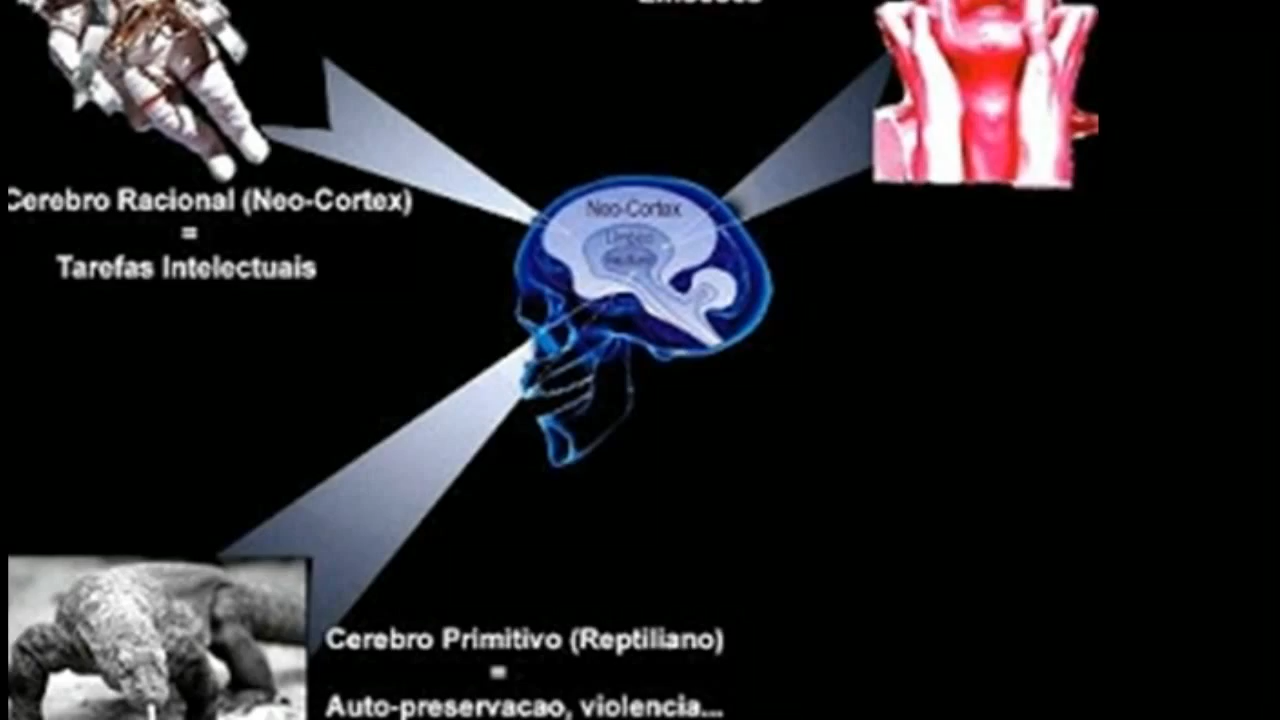 Cerebro Racional (Neo-Cortex)
=
Tarefas Intelectuais
Neo-Cortex
Cerebro Primitivo (Reptiliano)
=
Auto-preservacao, violencia...